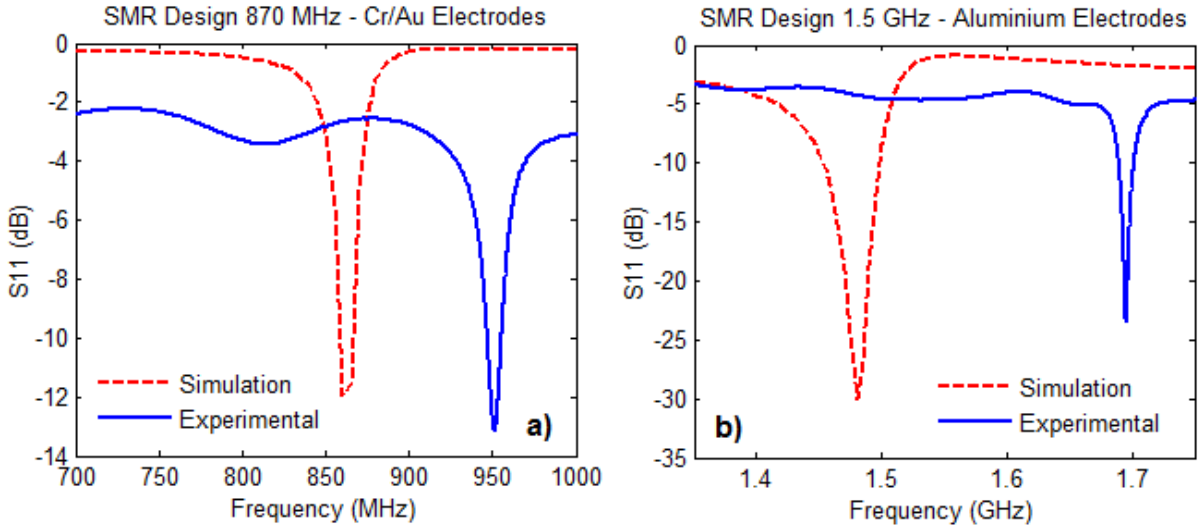 SMR Design 870 MHz - Cr/Au Electrodes
0
-2
-4
-6
-8
-10
-12
-14
S11 (dB)
Simulation
Experimental
a)
700 750 800 850 900 950 1000
Frequency (MHz)
SMR Design 1.5 GHz - Aluminium Electrodes
0
-5
-10
-15
-20
-25
-30
-35
S11 (dB)
Simulation
Experimental
b)
1.4 1.5 1.6 1.7
Frequency (GHz)